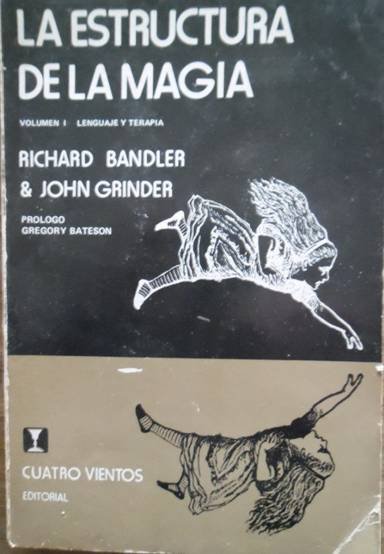 LA ESTRUCTURA
DE LA MAGIA
VOLUMEN I LENGUAJE Y TERAPIA
RICHARD BANDLER
& JOHN GRINDER
PROLOGO
GREGORY BATESON
CUATRO VIENTOS
EDITORIAL